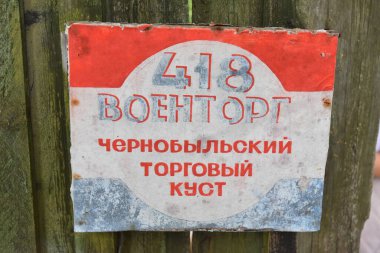 418
ВОЕНТОРГ
ЧЕРНОБЫЛЬСКИЙ
ТОРГОВЫЙ
КУСТ